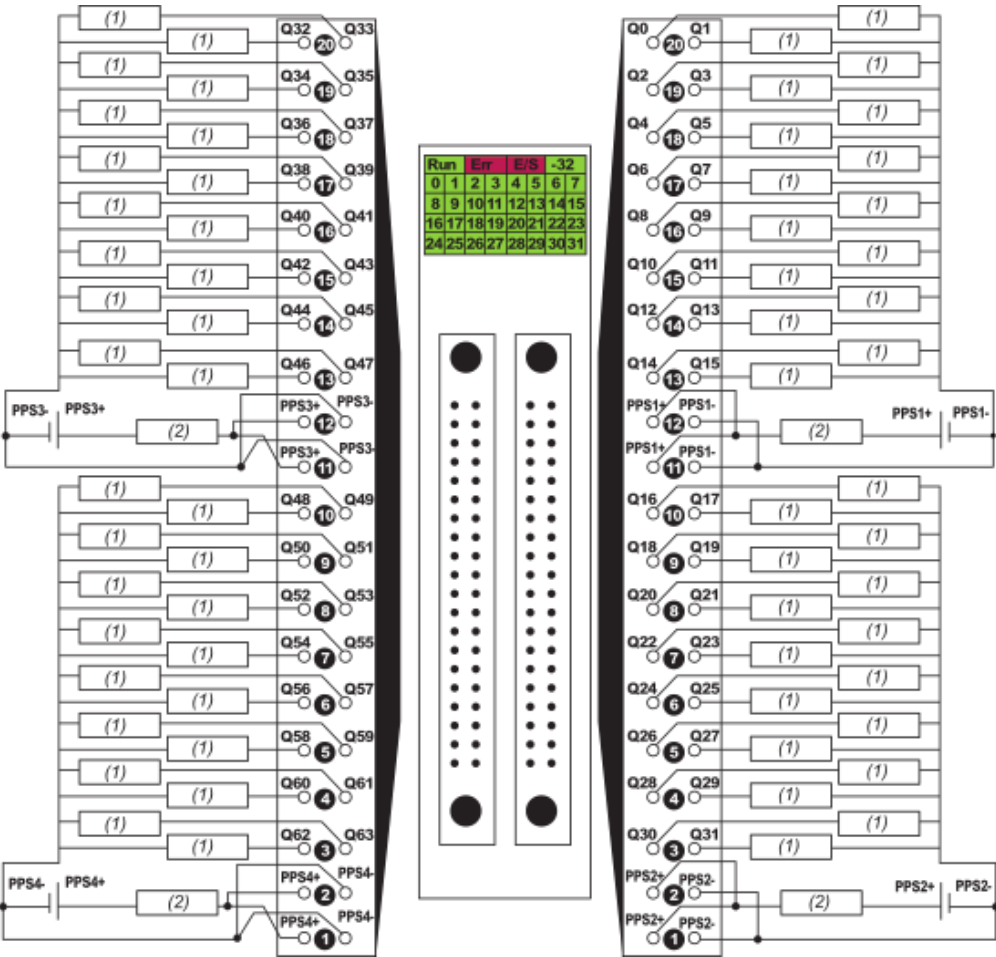 (1)
Q32 20 Q33
(1)
(1)
Q34 19 Q35
(1)
(1)
Q36 18 Q37
(1)
(1)
Q38 17 Q39
(1)
(1)
Q40 16 Q41
(1)
(1)
Q42 15 Q43
(1)
(1)
Q44 14 Q45
(1)
(1)
Q46 13 Q47
(1)
PPS3- PPS3+ (2)
PPS3+ 12 PPS3-
PPS3+ 11 PPS3-
(1)
Q48 10 Q49
(1)
(1)
Q50 9 Q51
(1)
(1)
Q52 8 Q53
(1)
(1)
Q54 7 Q55
(1)
(1)
Q56 6 Q57
(1)
(1)
Q58 5 Q59
(1)
(1)
Q60 4 Q61
(1)
(1)
Q62 3 Q63
(1)
PPS4- PPS4+ (2)
PPS4+ 2 PPS4-
PPS4+ 1 PPS4-
Run Err E/S -32
0 1 2 3 4 5 6 7
8 9 10 11 12 13 14 15
16 17 18 19 20 21 22 23
24 25 26 27 28 29 30 31
(1)
Q0 20 Q1
(1)
(1)
Q2 19 Q3
(1)
(1)
Q4 18 Q5
(1)
(1)
Q6 17 Q7
(1)
(1)
Q8 16 Q9
(1)
(1)
Q10 15 Q11
(1)
(1)
Q12 14 Q13
(1)
(1)
Q14 13 Q15
(1)
PPS1+ 12 PPS1-
(2) PPS1+ PPS1-
PPS1+ 11 PPS1-
(1)
Q16 10 Q17
(1)
(1)
Q18 9 Q19
(1)
(1)
Q20 8 Q21
(1)
(1)
Q22 7 Q23
(1)
(1)
Q24 6 Q25
(1)
(1)
Q26 5 Q27
(1)
(1)
Q28 4 Q29
(1)
(1)
Q30 3 Q31
(1)
PPS2+ 2 PPS2-
(2) PPS2+ PPS2-
PPS2+ 1 PPS2-